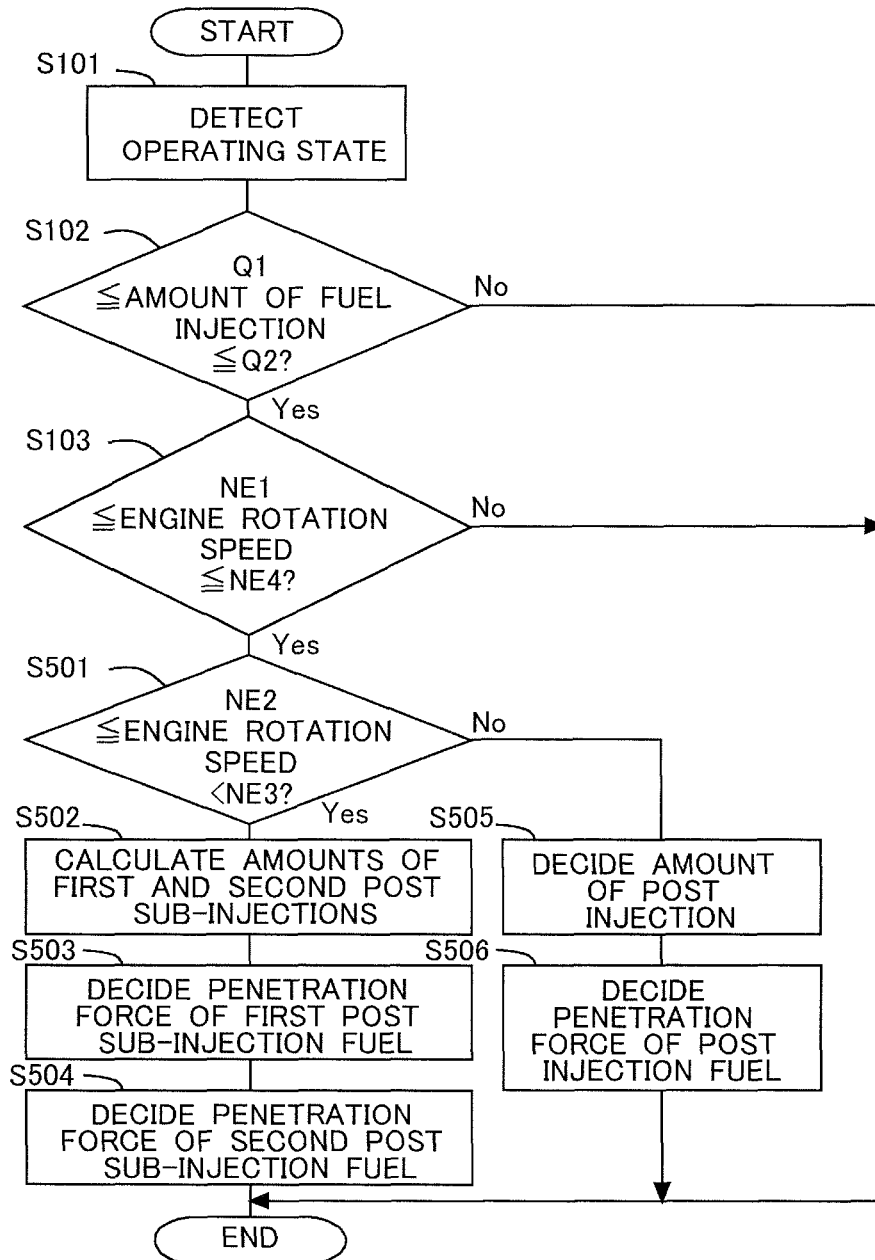 START
S101
DETECT
OPERATING STATE
S102
Q1
≦AMOUNT OF FUEL
INJECTION
≦Q2?
No
Yes
S103
NE1
≦ENGINE ROTATION
SPEED
≦NE4?
No
Yes
S501
NE2
≦ENGINE ROTATION
SPEED
<NE3?
No
Yes
S502
CALCULATE AMOUNTS OF
FIRST AND SECOND POST
SUB-INJECTIONS
S503
DECIDE PENETRATION
FORCE OF FIRST POST
SUB-INJECTION FUEL
S504
DECIDE PENETRATION
FORCE OF SECOND POST
SUB-INJECTION FUEL
S505
DECIDE AMOUNT
OF POST
INJECTION
S506
DECIDE
PENETRATION
FORCE OF POST
INJECTION FUEL
END